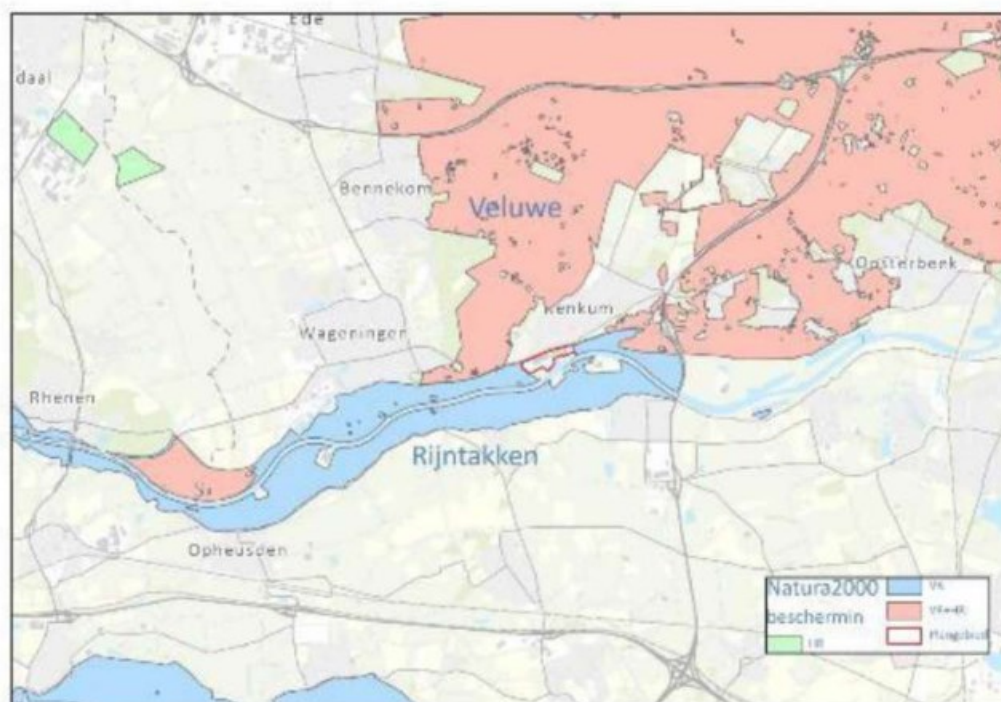 Ede
daal
Bennekom
Veluwe
Oosterbeek
Renkum
Wageningen
Rhenen
Rijntakken
Opheusden
Natura2000
beschermin
HR
VR
VR+HR
Plangebied